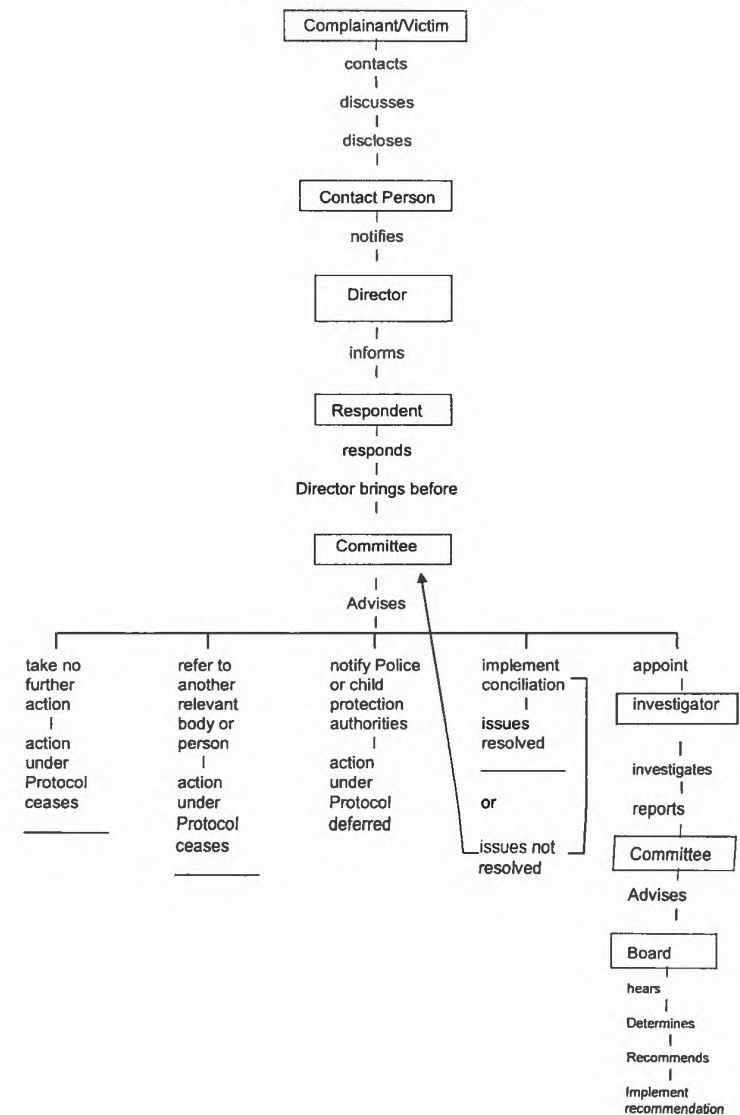 Complainant/Victim
contacts
discusses
discloses
Contact Person
notifies
Director
informs
Respondent
responds
Director brings before
Committee
Advises
take no
further
action
action
under
Protocol
ceases
refer to
another
relevant
body or
person
action
under
Protocol
ceases
notify Police
or child
protection
authorities
action
under
Protocol
deferred
implement
conciliation
issues
resolved
or
issues not
resolved
appoint
investigator
investigates
reports
Committee
Advises
Board
hears
Determines
Recommends
Implement
recommendation